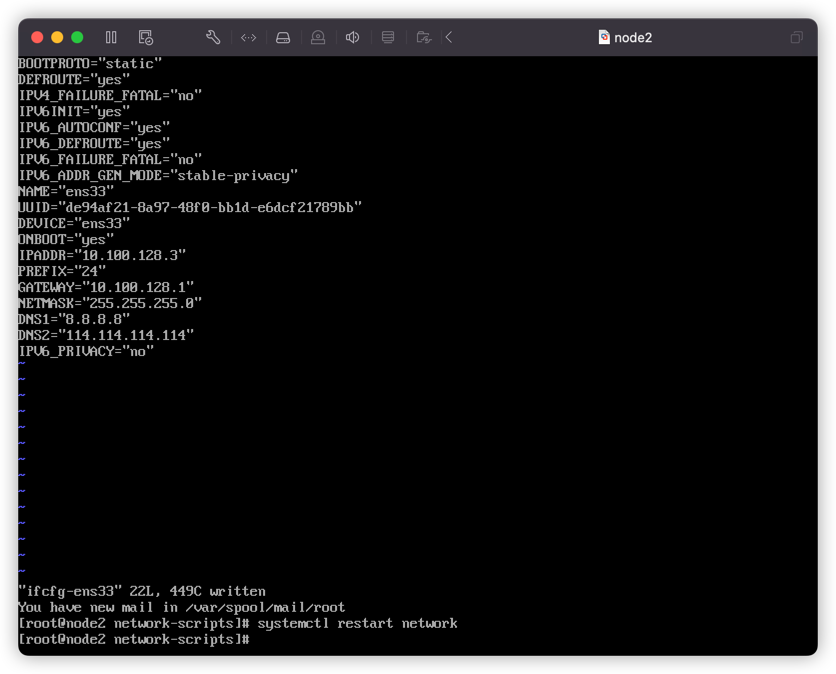 node2
BOOTPROTO="static"
DEFROUTE="yes"
IPV4_FAILURE_FATAL="no"
IPV6INIT="yes"
IPV6_AUTOCONF="yes"
IPV6_DEFROUTE="yes"
IPV6_FAILURE_FATAL="no"
IPV6_ADDR_GEN_MODE="stable-privacy"
NAME="ens33"
UUID="de94af21-8a97-48f0-bb1d-e6dcf21789bb"
DEVICE="ens33"
ONBOOT="yes"
IPADDR="10.100.128.3"
PREFIX="24"
GATEWAY="10.100.128.1"
NETMASK="255.255.255.0"
DNS1="8.8.8.8"
DNS2="114.114.114.114"
IPV6_PRIVACY="no"
~
~
~
~
~
~
~
~
~
~
~
~
~
~
"ifcfg-ens33" 22L, 449C written
You have new mail in /var/spool/mail/root
[root@node2 network-scripts]# systemctl restart network
[root@node2 network-scripts]#